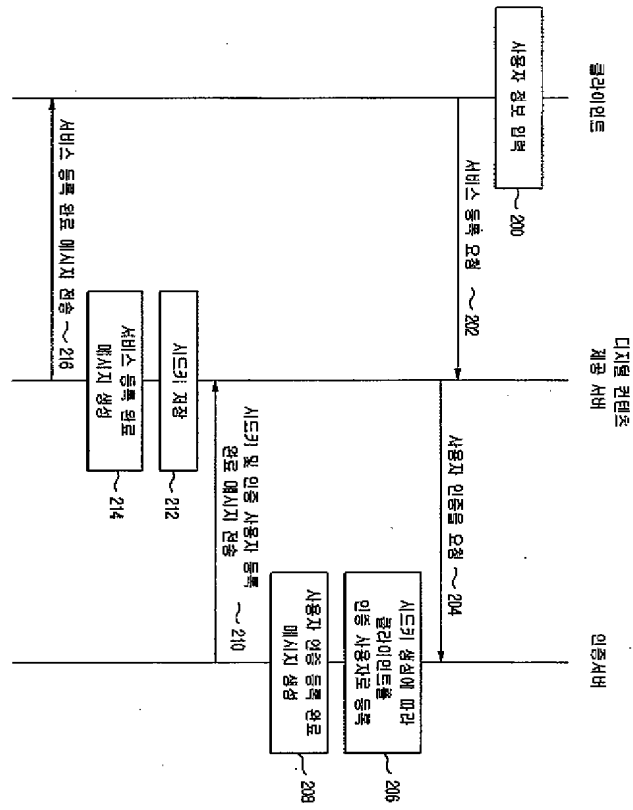 클라이언트
디지털 컨텐츠
제공 서버
인증서버
사용자 정보 입력
200
서비스 등록 요청
202
사용자 인증을 요청
204
시드키 생성에 따라
클라이언트를
인증 사용자로 등록
206
사용자 인증 등록 완료
메시지 생성
208
시드키 및 인증 사용자 등록
완료 메시지 전송
210
시드키 저장
212
서비스 등록 완료
메시지 생성
214
서비스 등록 완료 메시지 전송
216